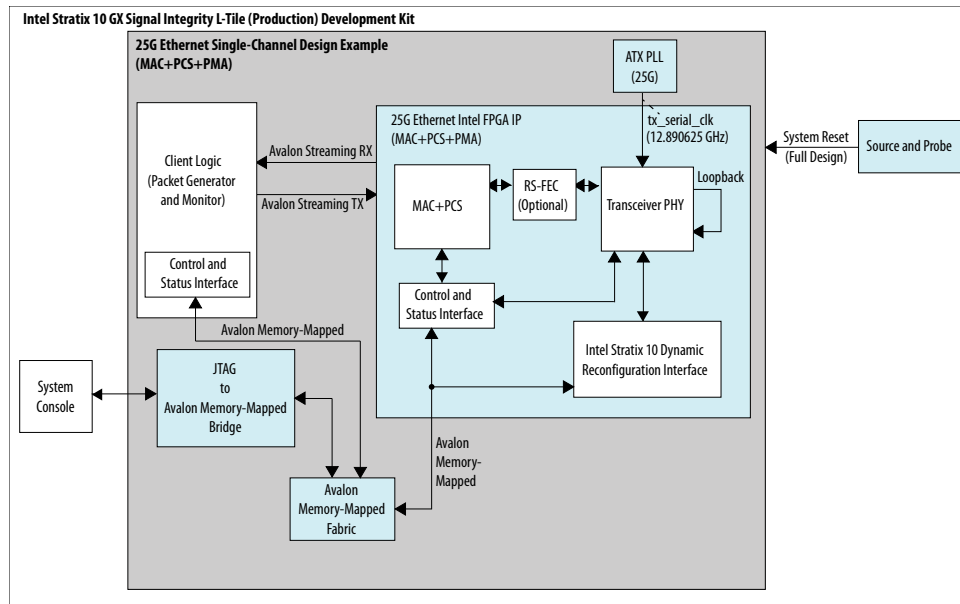 Intel Stratix 10 GX Signal Integrity L-Tile (Production) Development Kit
25G Ethernet Single-Channel Design Example
(MAC+PCS+PMA)
ATX PLL
(25G)
25G Ethernet Intel FPGA IP
(MAC+PCS+PMA)
tx_serial_clk
(12.890625 GHz)
System Reset
(Full Design)
Source and Probe
Client Logic
(Packet Generator
and Monitor)
Avalon Streaming RX
Avalon Streaming TX
MAC+PCS
RS-FEC
(Optional)
Transceiver PHY
Loopback
Control and
Status Interface
Control and
Status Interface
Avalon Memory-Mapped
Intel Stratix 10 Dynamic
Reconfiguration Interface
System
Console
JTAG
to
Avalon Memory-Mapped
Bridge
Avalon
Memory-
Mapped
Avalon
Memory-Mapped
Fabric